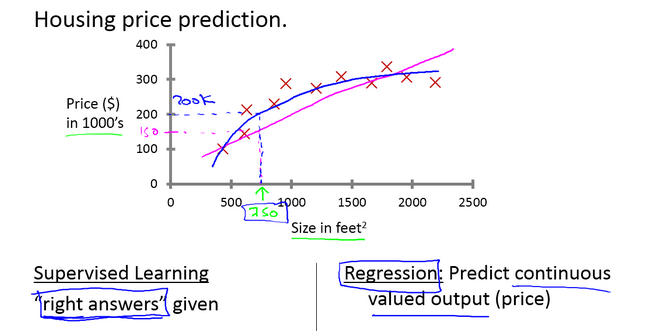 Housing price prediction.
400
300
200
100
0
200K
150
Price ($)
in 1000's
0
500
1000
1500
2000
2500
750
Size in feet²
Supervised Learning
"right answers" given
Regression: Predict continuous
valued output (price)